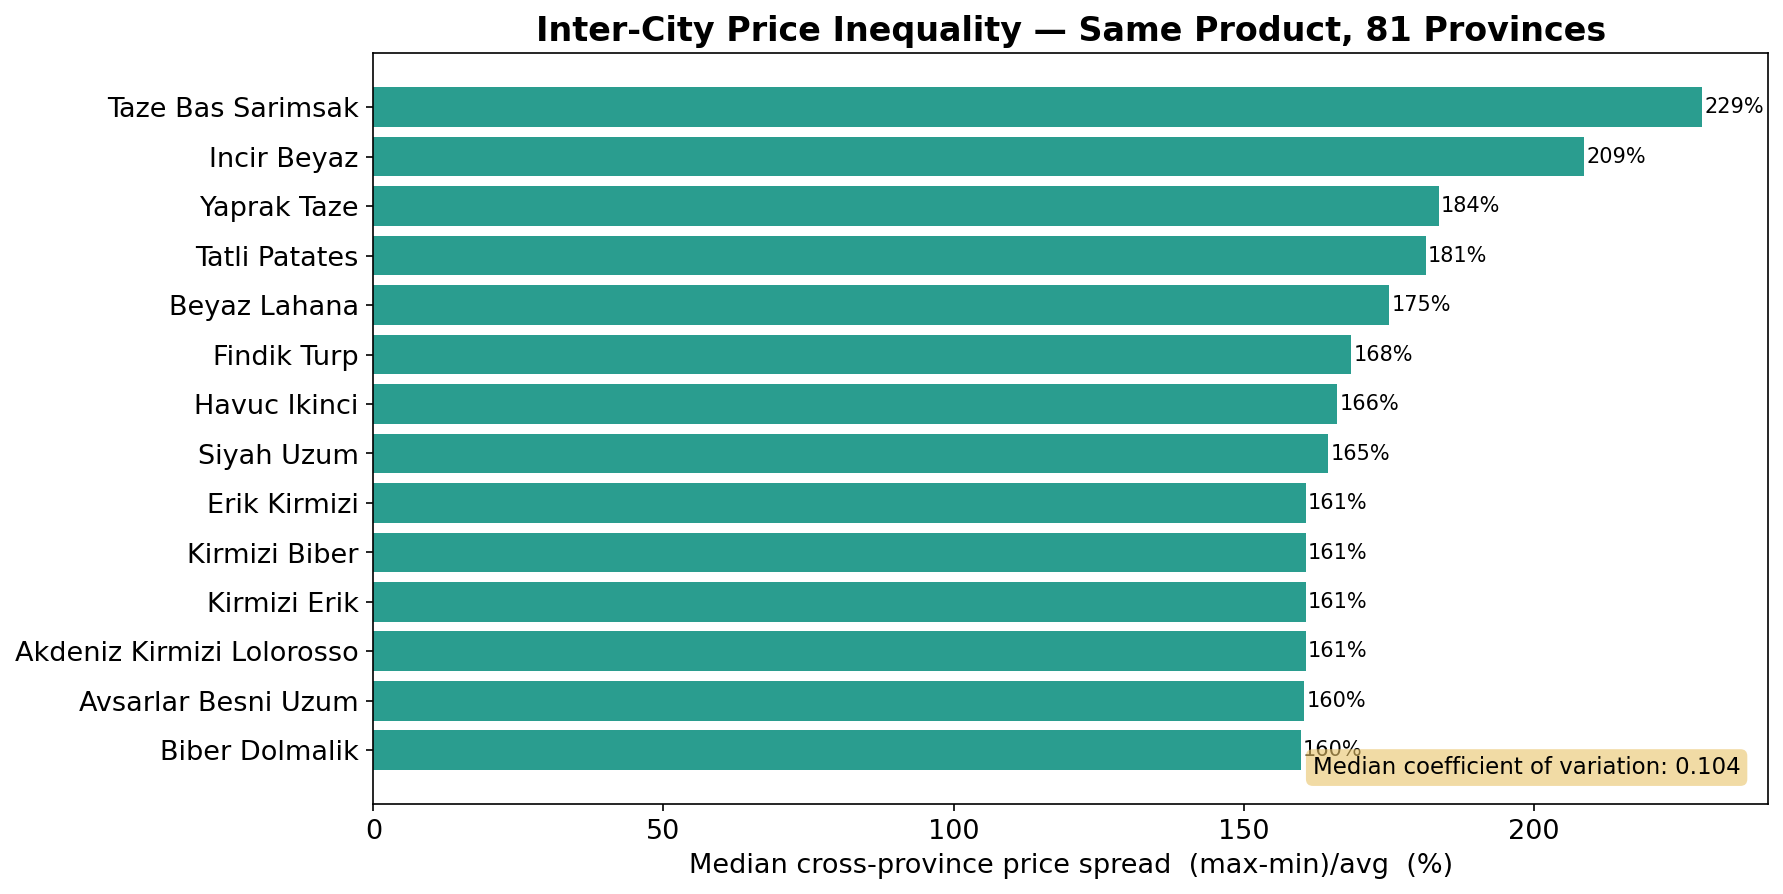 Inter-City Price Inequality — Same Product, 81 Provinces
Taze Bas Sarimsak 229%
Incir Beyaz 209%
Yaprak Taze 184%
Tatli Patates 181%
Beyaz Lahana 175%
Findik Turp 168%
Havuc Ikinci 166%
Siyah Uzum 165%
Erik Kirmizi 161%
Kirmizi Biber 161%
Kirmizi Erik 161%
Akdeniz Kirmizi Lolorosso 161%
Avsarlar Besni Uzum 160%
Biber Dolmalik 160%
Median coefficient of variation: 0.104
0 50 100 150 200
Median cross-province price spread (max-min)/avg (%)